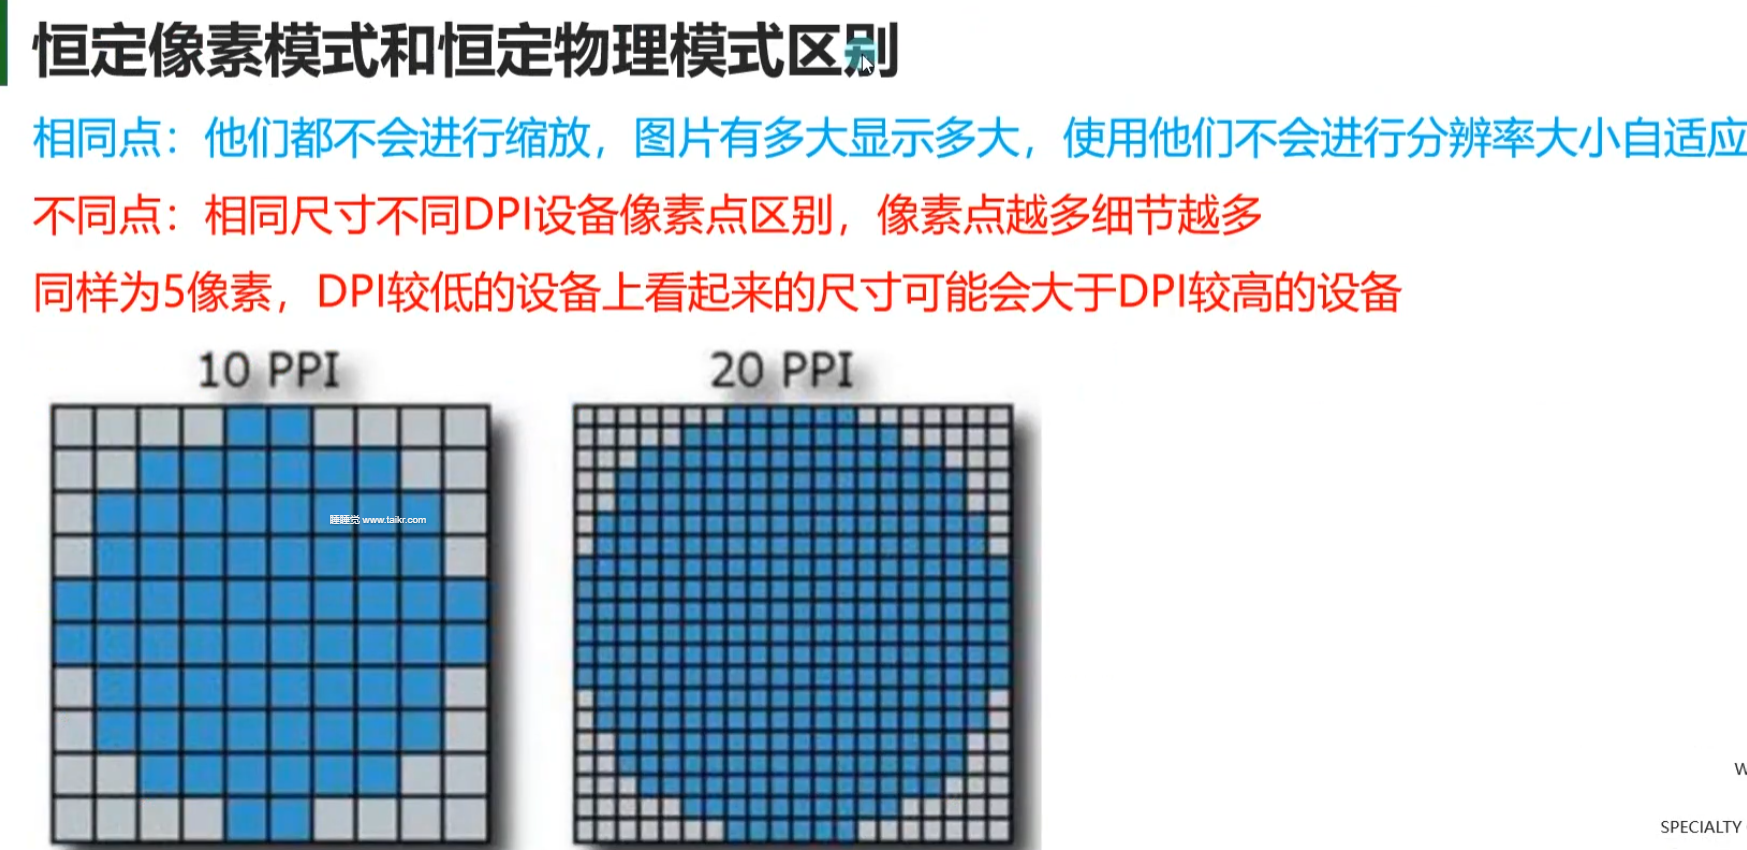 恒定像素模式和恒定物理模式区别
相同点：他们都不会进行缩放，图片有多大显示多大，使用他们不会进行分辨率大小自适应
不同点：相同尺寸不同DPI设备像素点区别，像素点越多细节越多
同样为5像素，DPI较低的设备上看起来的尺寸可能会大于DPI较高的设备
10 PPI
20 PPI
睡睡觉 www.taikr.com
W
SPECIALTY